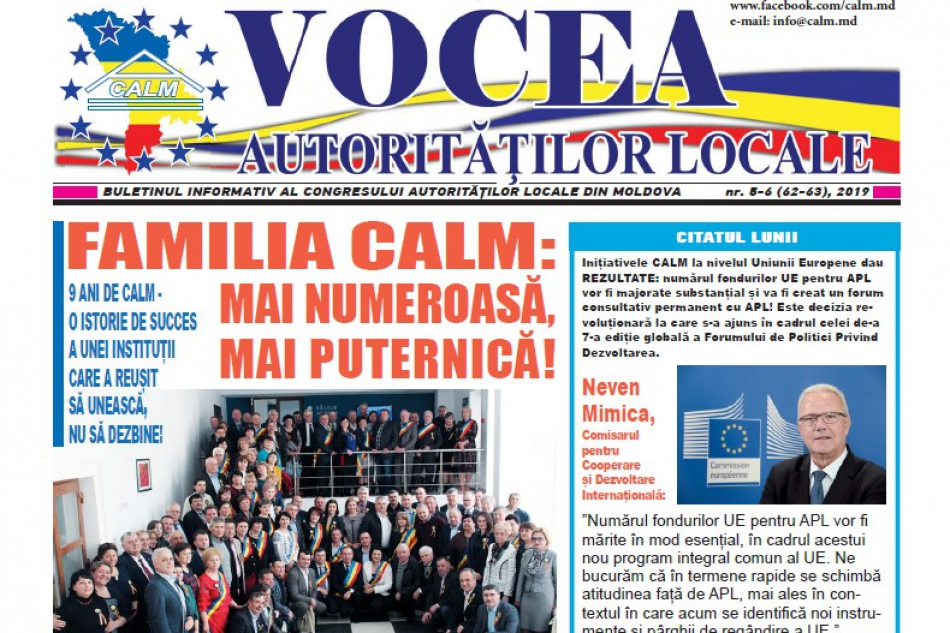 www.facebook.com/calm.md
e-mail: info@calm.md
CALM
VOCEA
AUTORITĂȚILOR LOCALE
BULETINUL INFORMATIV AL CONGRESULUI AUTORITĂȚILOR LOCALE DIN MOLDOVA nr. 5-6 (62-63), 2019
FAMILIA CALM:
MAI NUMEROASĂ,
MAI PUTERNICĂ!
9 ANI DE CALM -
O ISTORIE DE SUCCES
A UNEI INSTITUȚII
CARE A REUȘIT
SĂ UNEASCĂ,
NU SĂ DEZBINE!
CITATUL LUNII
Inițiativele CALM la nivelul Uniunii Europene dau
REZULTATE: numărul fondurilor UE pentru APL
vor fi majorate substanțial și va fi creat un forum
consultativ permanent cu APL! Este decizia re-
voluționară la care s-a ajuns în cadrul celei de-a
7-a ediție globală a Forumului de Politici Privind
Dezvoltarea.
Neven
Mimica,
Comisarul
pentru
Cooperare
și Dezvoltare
Internațională:
Commission
européenne
"Numărul fondurilor UE pentru APL vor fi
mărite în mod esențial, în cadrul acestui
nou program integral comun al UE. Ne
bucurăm că în termene rapide se schimbă
atitudinea față de APL, mai ales în con-
textul în care acum se identifică noi instru-
mente și pârghii de regândire a UE."